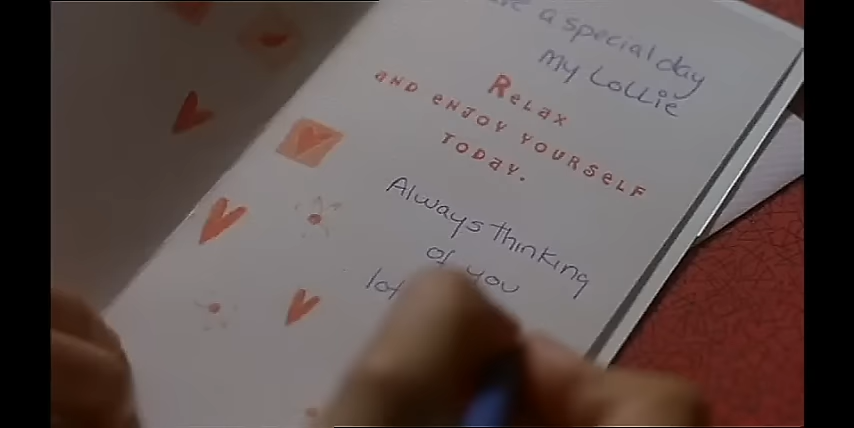 a special day
My Lollie
Relax
and enjoy yourself
today.
Always thinking
of you